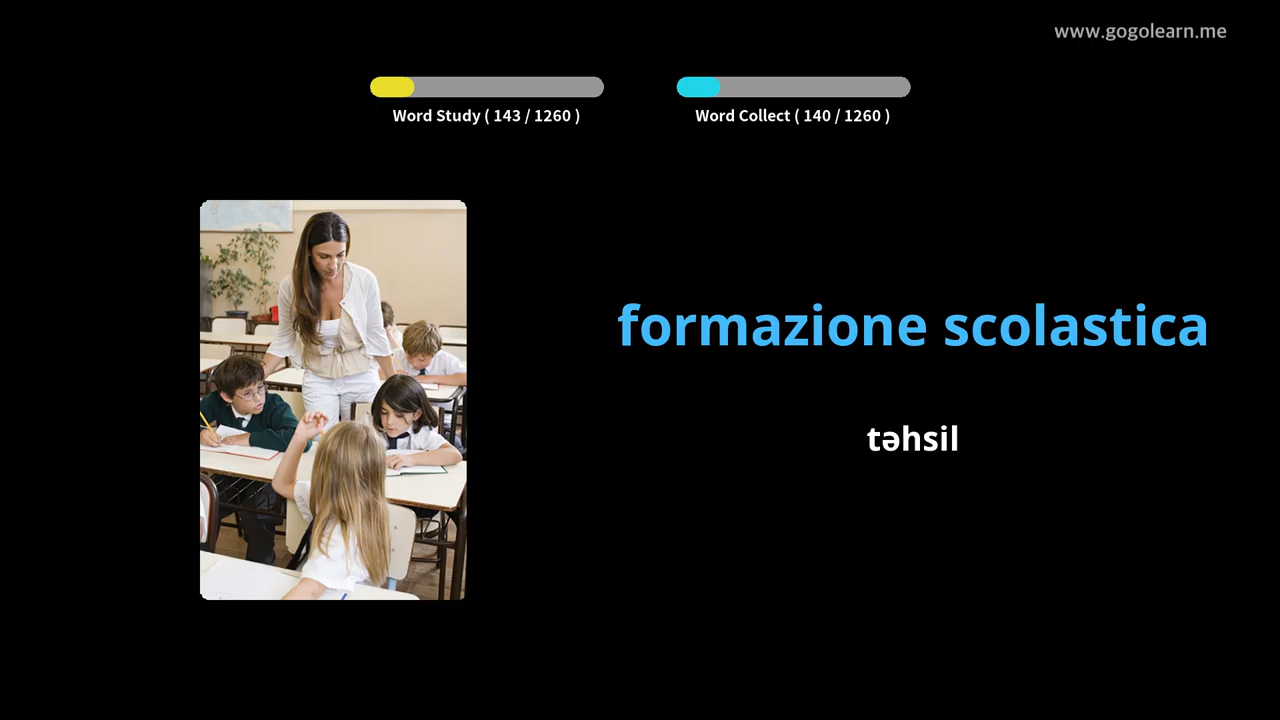 www.gogolearn.me
Word Study ( 143 / 1260 )
Word Collect ( 140 / 1260 )
formazione scolastica
təhsil